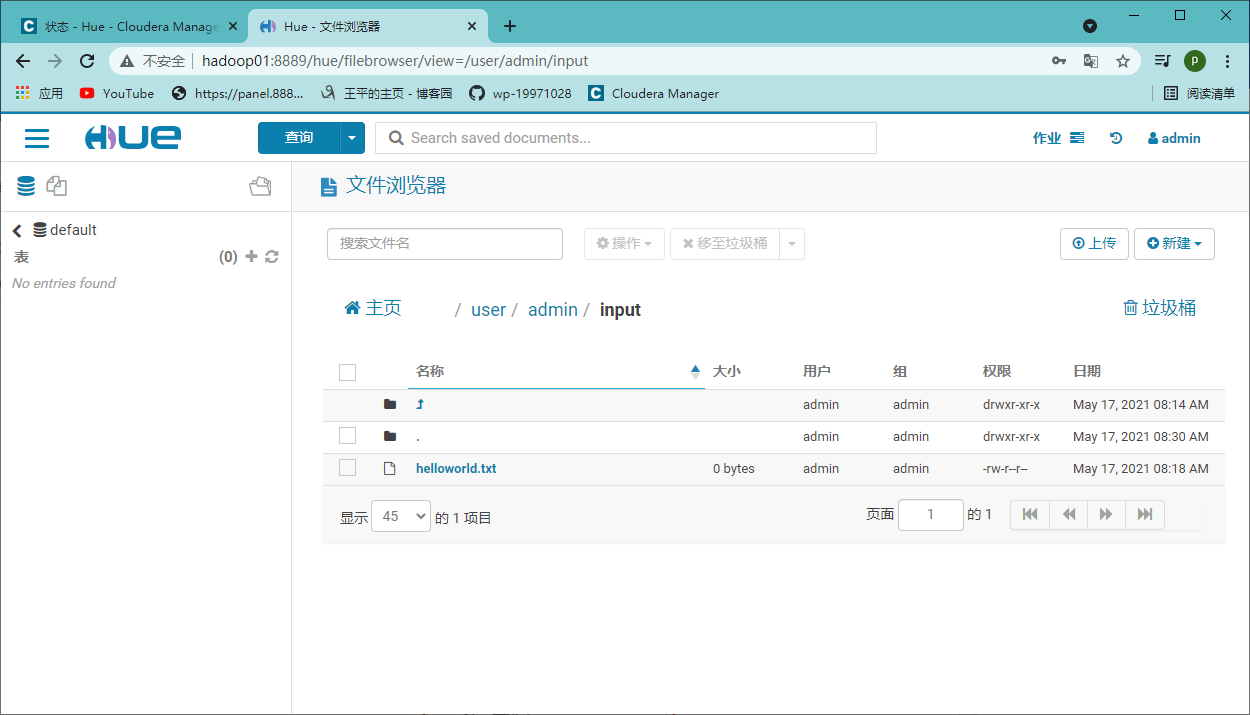 状态 - Hue - Cloudera Manage
Hue - 文件浏览器
不安全 hadoop01:8889/hue/filebrowser/view=/user/admin/input
P
应用 YouTube https://panel.888... 王平的主页 - 博客园 wp-19971028 C Cloudera Manager 阅读清单
HUE 查询 Search saved documents... 作业 admin
文件浏览器
default
表 (0)
No entries found
搜索文件名 操作 移至垃圾桶 上传 新建
主页 / user / admin / input 垃圾桶
名称 大小 用户 组 权限 日期
admin admin drwxr-xr-x May 17, 2021 08:14 AM
. admin admin drwxr-xr-x May 17, 2021 08:30 AM
helloworld.txt 0 bytes admin admin -rw-r--r-- May 17, 2021 08:18 AM
显示 45 的 1 项目 页面 1 的 1